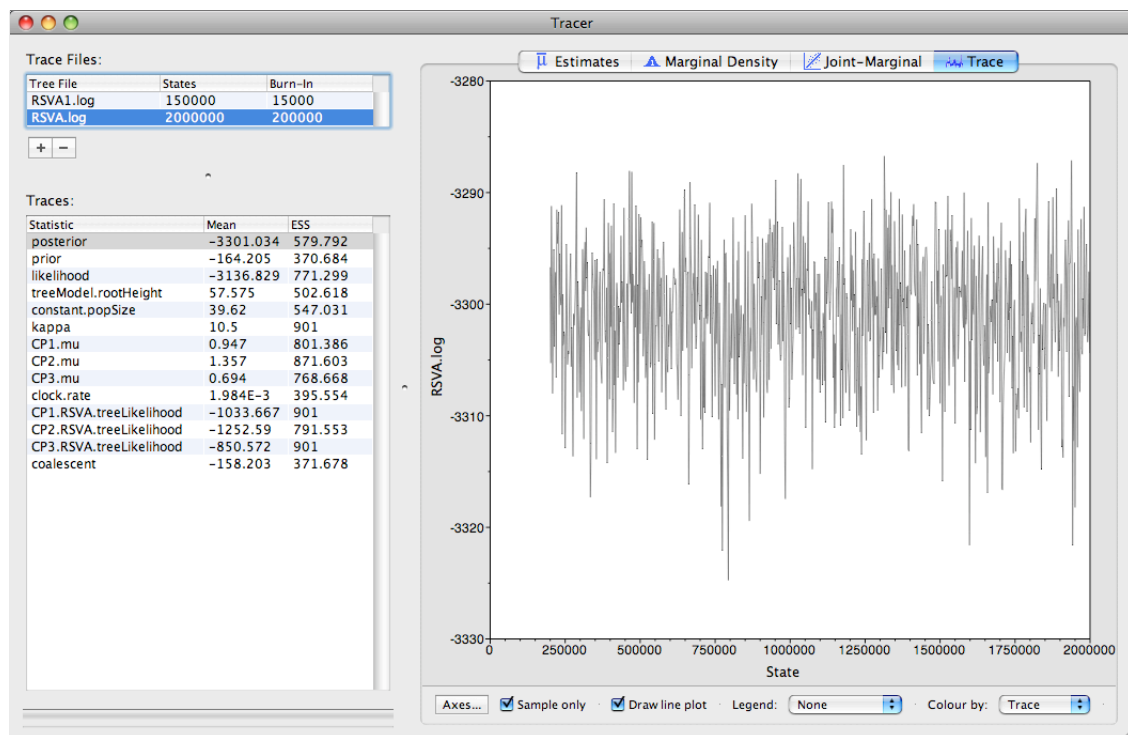 Tracer
Trace Files:
Tree File States Burn-In
RSVA1.log 150000 15000
RSVA.log 2000000 200000
+ −
Traces:
Statistic Mean ESS
posterior -3301.034 579.792
prior -164.205 370.684
likelihood -3136.829 771.299
treeModel.rootHeight 57.575 502.618
constant.popSize 39.62 547.031
kappa 10.5 901
CP1.mu 0.947 801.386
CP2.mu 1.357 871.603
CP3.mu 0.694 768.668
clock.rate 1.984E-3 395.554
CP1.RSVA.treeLikelihood -1033.667 901
CP2.RSVA.treeLikelihood -1252.59 791.553
CP3.RSVA.treeLikelihood -850.572 901
coalescent -158.203 371.678
μ Estimates Marginal Density Joint-Marginal Trace
-3280
-3290
-3300
-3310
-3320
-3330
RSVA.log
0 250000 500000 750000 1000000 1250000 1500000 1750000 2000000
State
Axes... Sample only Draw line plot Legend: None Colour by: Trace